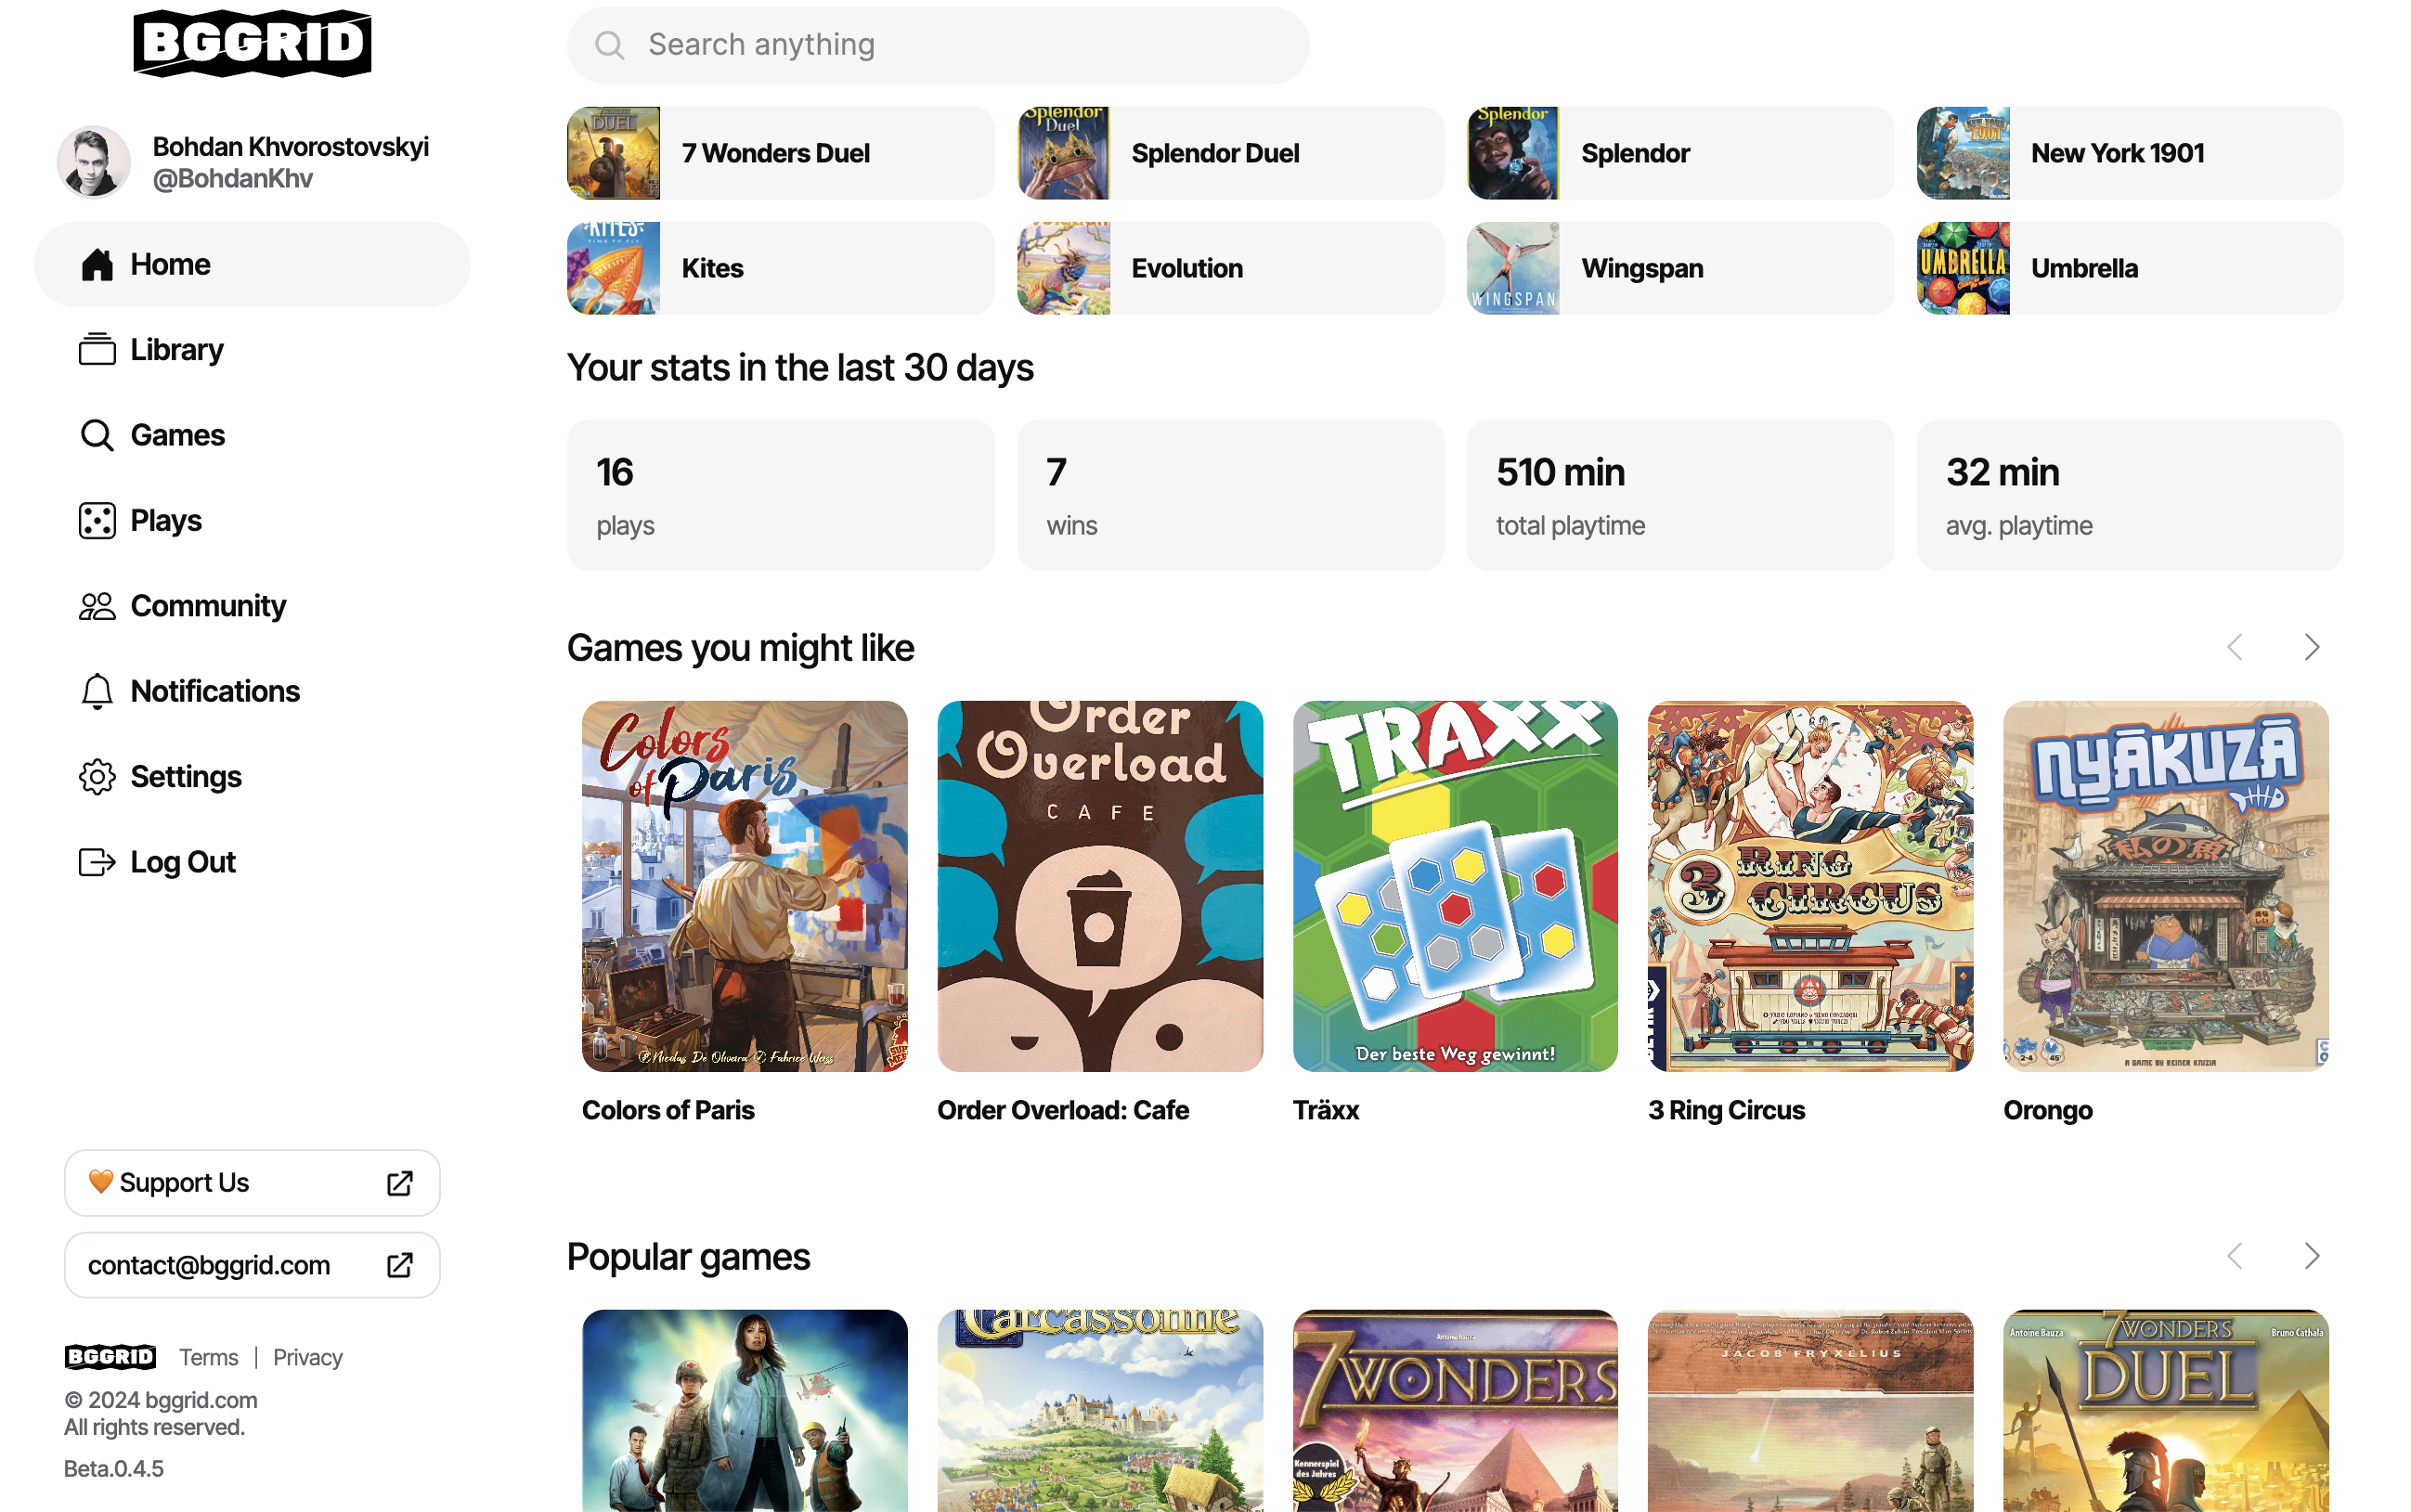 BGGRID
Search anything
Bohdan Khvorostovskyi
@BohdanKhv
Home
Library
Games
Plays
Community
Notifications
Settings
Log Out
🧡 Support Us
contact@bggrid.com
BGGRID Terms | Privacy
© 2024 bggrid.com
All rights reserved.
Beta.0.4.5
DUEL
7 Wonders Duel
Splendor
Duel
Splendor Duel
Splendor
Splendor
1901
New York 1901
KITES
Kites
Evolution
WINGSPAN
Wingspan
UMBRELLA
Umbrella
Your stats in the last 30 days
16
plays
7
wins
510 min
total playtime
32 min
avg. playtime
Games you might like
Colors
of Paris
Nicolas De Oliveira & Fabrice Weiss
Colors of Paris
Order
Overload
CAFE
Order Overload: Cafe
TRAXX
Der beste Weg gewinnt!
Träxx
3 RING
CIRCUS
3 Ring Circus
NYAKUZA
私の魚
2-4 45'
A GAME BY REINER KNIZIA
Orongo
Popular games
Carcassonne
Antoine Bauza
7 WONDERS
Kennerspiel
des Jahres
JACOB FRYXELIUS
Antoine Bauza
7 WONDERS
Bruno Cathala
DUEL